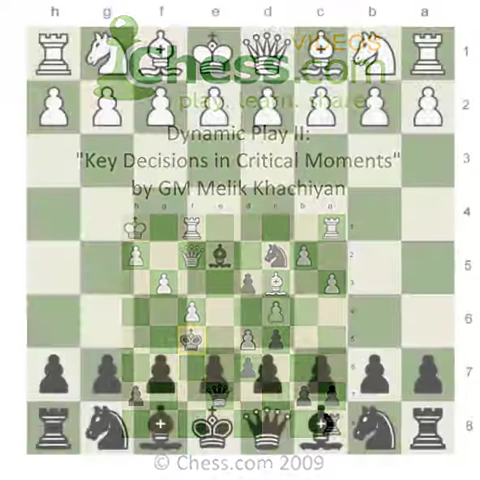 h g f e d c b a
VIDEOS
Chess.com
play. learn. share.
1
2
Dynamic Play II:
3
"Key Decisions in Critical Moments"
by GM Melik Khachiyan
4
5
6
7
8
© Chess.com 2009